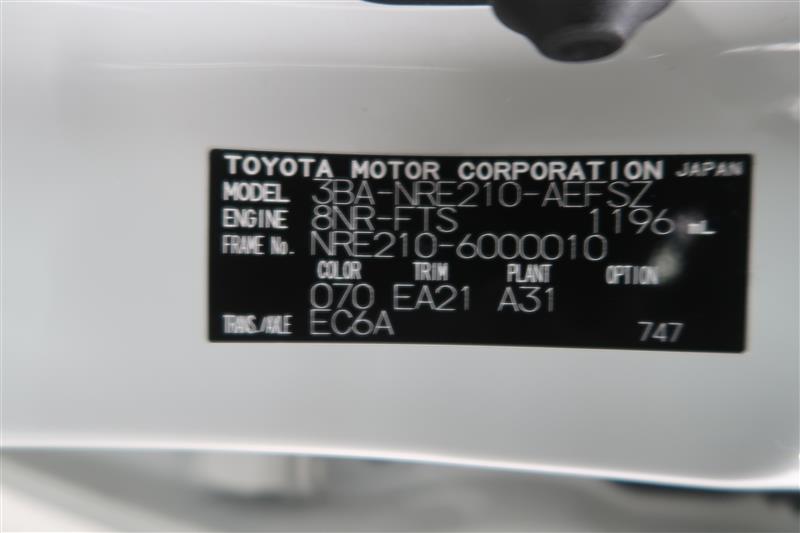 TOYOTA MOTOR CORPORATION JAPAN
MODEL 3BA-NRE210-AEFSZ
ENGINE 8NR-FTS 1196 mL
FRAME No. NRE210-6000010
COLOR TRIM PLANT OPTION
070 EA21 A31
TRANS./AXLE EC6A 747